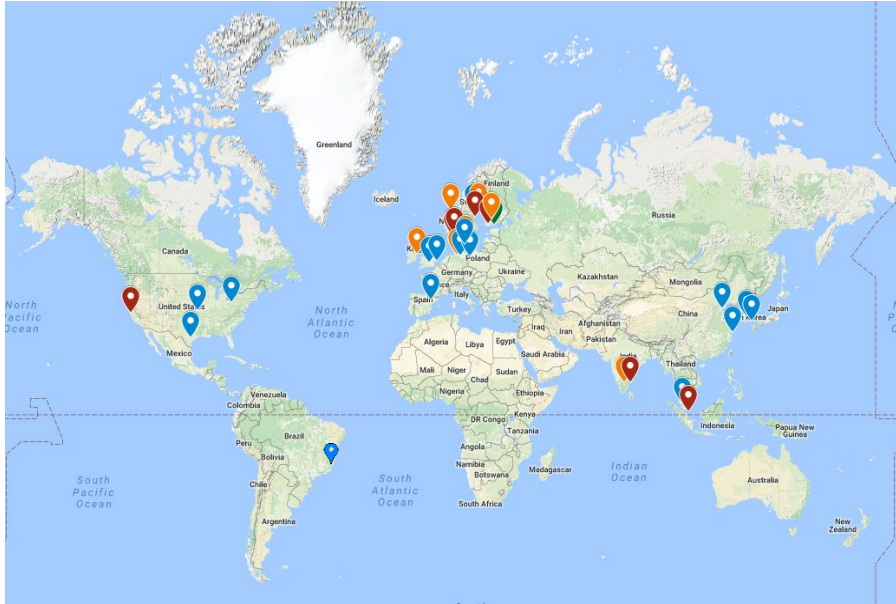 Greenland
Iceland
Finland
Russia
Canada
Poland
Germany
Ukraine
Kazakhstan
Mongolia
North
Pacific
Ocean
United States
North
Atlantic
Ocean
Spain
Italy
Turkey
Afghanistan
China
Japan
Mexico
Algeria
Libya
Egypt
Iraq
Iran
Pakistan
Saudi Arabia
India
Mali
Niger
Chad
Sudan
Thailand
Venezuela
Colombia
Nigeria
Ethiopia
DR Congo
Kenya
Tanzania
Indonesia
Papua New
Guinea
Peru
Brazil
Bolivia
Angola
Namibia
Botswana
Madagascar
South
Pacific
Ocean
Chile
South
Atlantic
Ocean
Indian
Ocean
Australia
South Africa
Argentina
New
Zealand